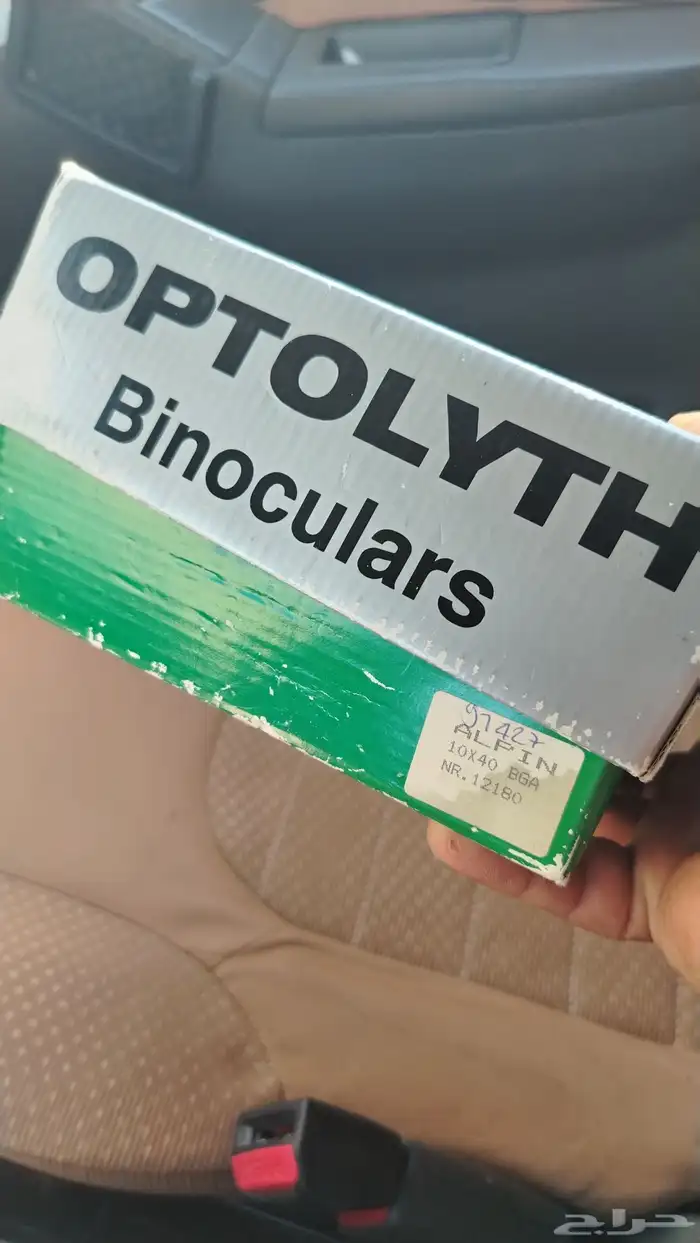 OPTOLYTH
Binoculars
97427
ALPIN
10X40 BGA
NR.12180
حراج